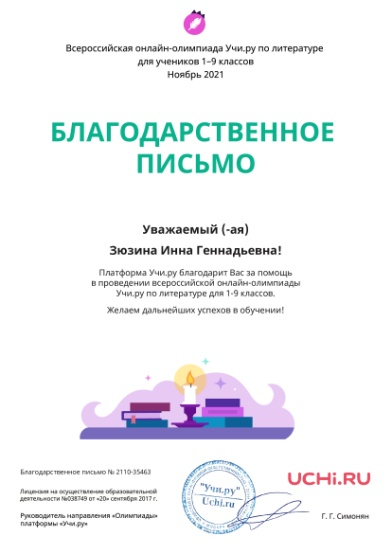 Всероссийская онлайн-олимпиада Учи.ру по литературе
для учеников 1–9 классов
Ноябрь 2021
БЛАГОДАРСТВЕННОЕ
ПИСЬМО
Уважаемый (-ая)
Зюзина Инна Геннадьевна!
Платформа Учи.ру благодарит Вас за помощь
в проведении всероссийской онлайн-олимпиады
Учи.ру по литературе для 1-9 классов.
Желаем дальнейших успехов в обучении!
Благодарственное письмо № 2110-35463
Лицензия на осуществление образовательной
деятельности №038749 от «20» сентября 2017 г.
Руководитель направления «Олимпиады»
платформы «Учи.ру»
"Учи.ру"
Uchi.ru
UCHi.RU
Г. Г. Симонян